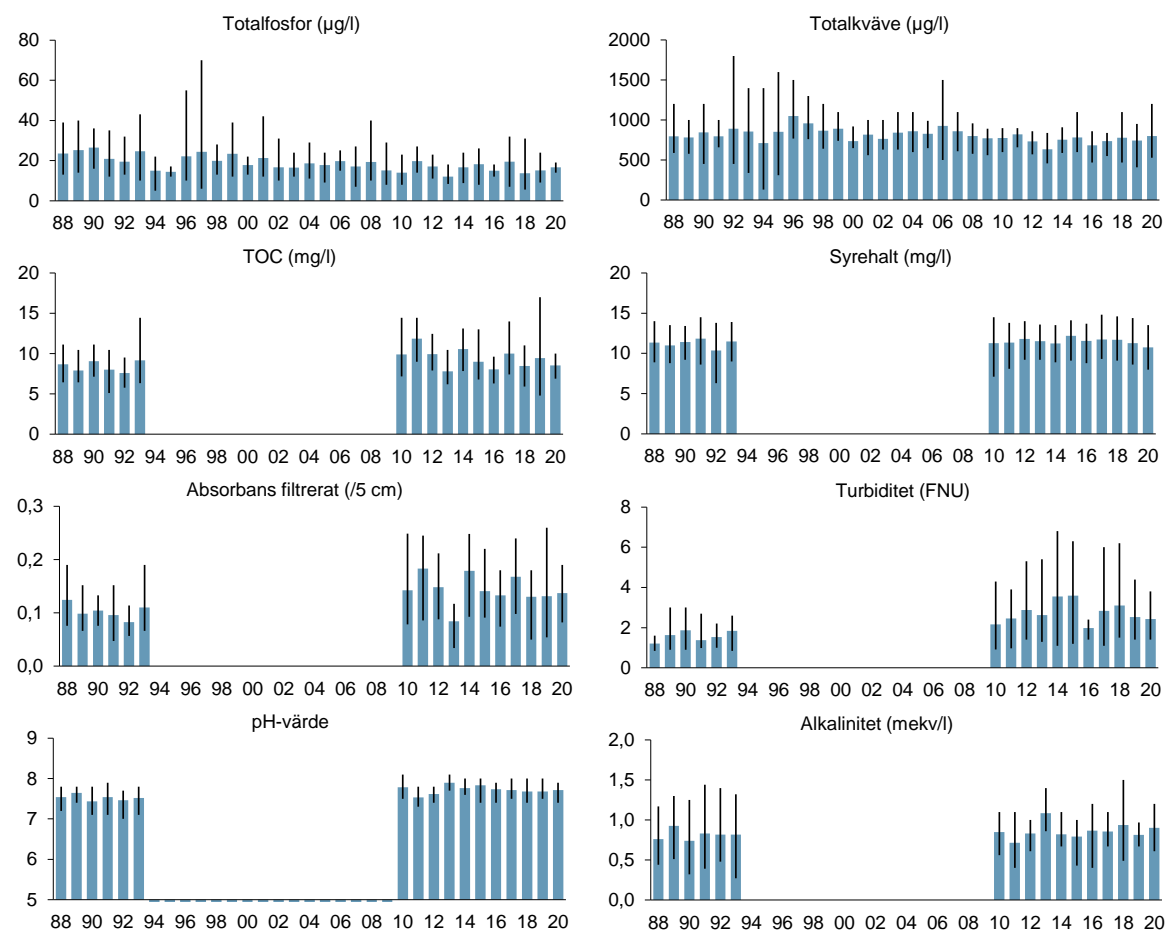 Totalfosfor (µg/l)
80
60
40
20
0
88 90 92 94 96 98 00 02 04 06 08 10 12 14 16 18 20
Totalkväve (µg/l)
2000
1500
1000
500
0
88 90 92 94 96 98 00 02 04 06 08 10 12 14 16 18 20
TOC (mg/l)
20
15
10
5
0
88 90 92 94 96 98 00 02 04 06 08 10 12 14 16 18 20
Syrehalt (mg/l)
20
15
10
5
0
88 90 92 94 96 98 00 02 04 06 08 10 12 14 16 18 20
Absorbans filtrerat (/5 cm)
0,3
0,2
0,1
0,0
88 90 92 94 96 98 00 02 04 06 08 10 12 14 16 18 20
Turbiditet (FNU)
8
6
4
2
0
88 90 92 94 96 98 00 02 04 06 08 10 12 14 16 18 20
pH-värde
9
8
7
6
5
88 90 92 94 96 98 00 02 04 06 08 10 12 14 16 18 20
Alkalinitet (mekv/l)
2,0
1,5
1,0
0,5
0,0
88 90 92 94 96 98 00 02 04 06 08 10 12 14 16 18 20